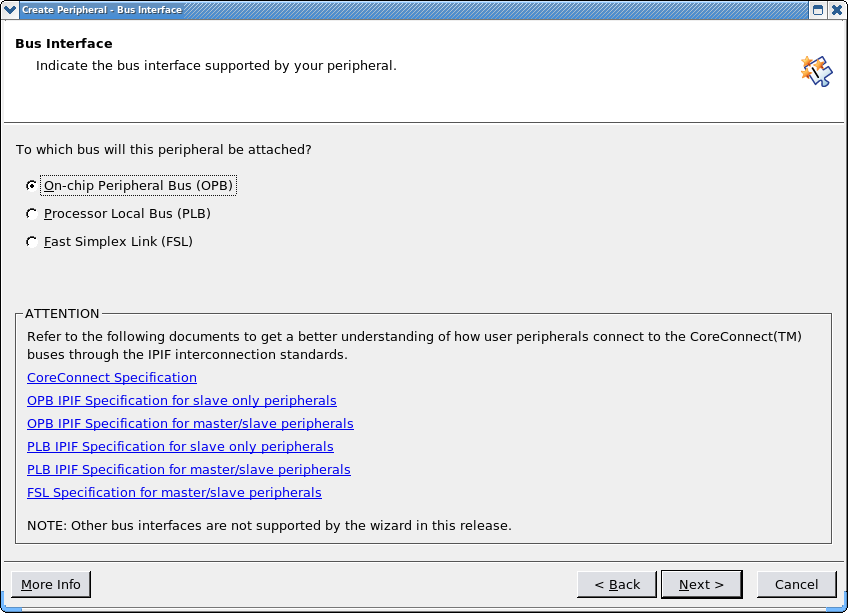 Create Peripheral - Bus Interface
Bus Interface
Indicate the bus interface supported by your peripheral.
To which bus will this peripheral be attached?
On-chip Peripheral Bus (OPB)
Processor Local Bus (PLB)
Fast Simplex Link (FSL)
ATTENTION
Refer to the following documents to get a better understanding of how user peripherals connect to the CoreConnect(TM)
buses through the IPIF interconnection standards.
CoreConnect Specification
OPB IPIF Specification for slave only peripherals
OPB IPIF Specification for master/slave peripherals
PLB IPIF Specification for slave only peripherals
PLB IPIF Specification for master/slave peripherals
FSL Specification for master/slave peripherals
NOTE: Other bus interfaces are not supported by the wizard in this release.
More Info
< Back
Next >
Cancel